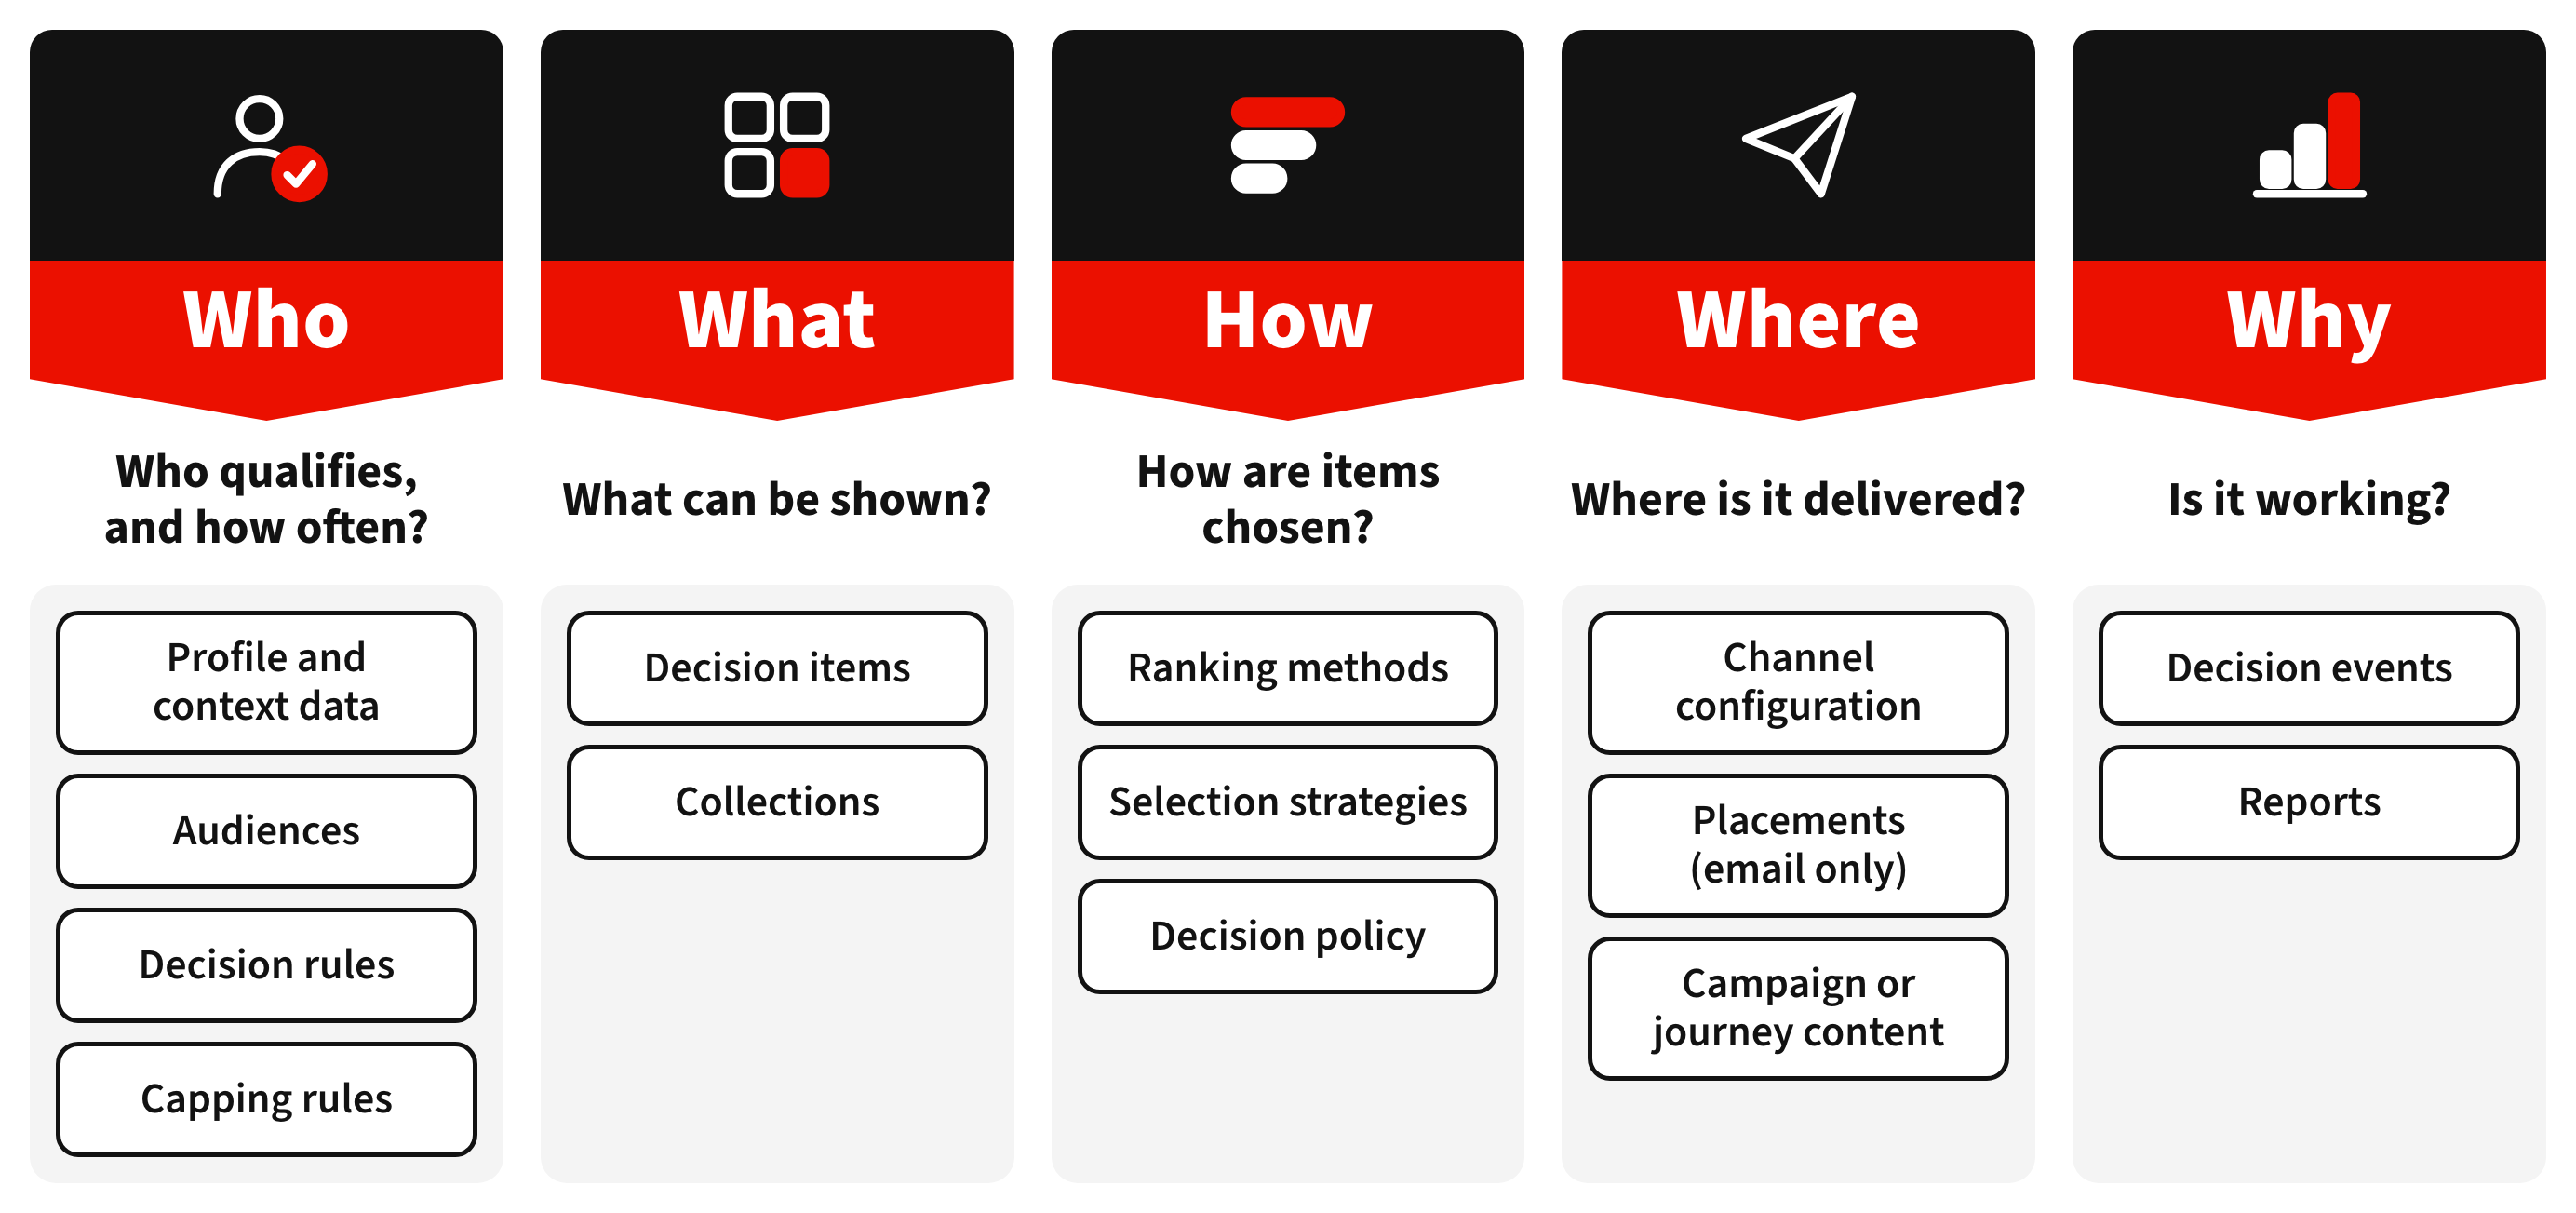 Who
Who qualifies,
and how often?
Profile and
context data
Audiences
Decision rules
Capping rules
What
What can be shown?
Decision items
Collections
How
How are items
chosen?
Ranking methods
Selection strategies
Decision policy
Where
Where is it delivered?
Channel
configuration
Placements
(email only)
Campaign or
journey content
Why
Is it working?
Decision events
Reports